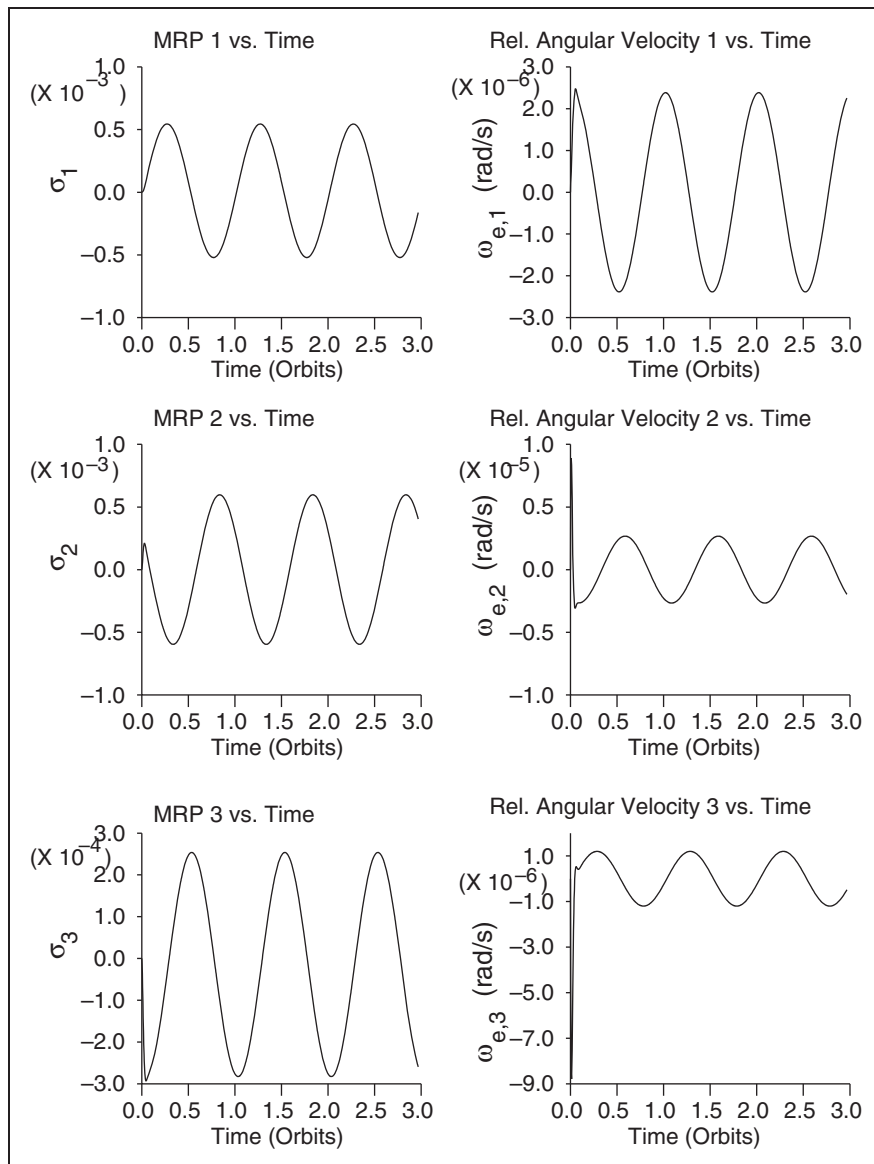 MRP 1 vs. Time
1.0
(X 10−3)
0.5
0.0
−0.5
−1.0
σ1
0.0 0.5 1.0 1.5 2.0 2.5 3.0
Time (Orbits)
Rel. Angular Velocity 1 vs. Time
3.0
(X 10−6)
2.0
1.0
0.0
−1.0
−2.0
−3.0
ωe,1 (rad/s)
0.0 0.5 1.0 1.5 2.0 2.5 3.0
Time (Orbits)
MRP 2 vs. Time
1.0
(X 10−3)
0.5
0.0
−0.5
−1.0
σ2
0.0 0.5 1.0 1.5 2.0 2.5 3.0
Time (Orbits)
Rel. Angular Velocity 2 vs. Time
1.0
(X 10−5)
0.5
0.0
−0.5
−1.0
ωe,2 (rad/s)
0.0 0.5 1.0 1.5 2.0 2.5 3.0
Time (Orbits)
MRP 3 vs. Time
3.0
(X 10−4)
2.0
1.0
0.0
−1.0
−2.0
−3.0
σ3
0.0 0.5 1.0 1.5 2.0 2.5 3.0
Time (Orbits)
Rel. Angular Velocity 3 vs. Time
1.0
(X 10−6)
−1.0
−3.0
−5.0
−7.0
−9.0
ωe,3 (rad/s)
0.0 0.5 1.0 1.5 2.0 2.5 3.0
Time (Orbits)